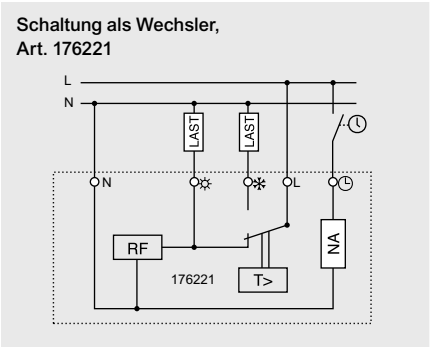 Schaltung als Wechsler,
Art. 176221
L
N
LAST
LAST
N
L
RF
NA
176221
T>